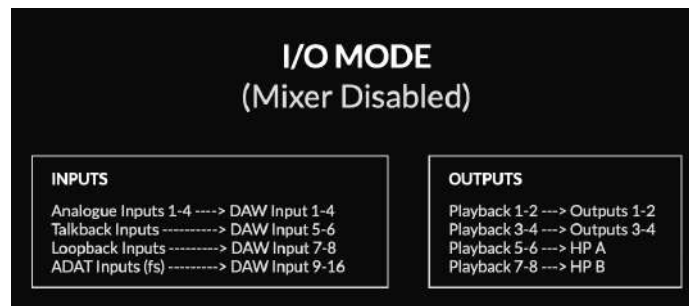 I/O MODE
(Mixer Disabled)
INPUTS
Analogue Inputs 1-4 ----> DAW Input 1-4
Talkback Inputs ----------> DAW Input 5-6
Loopback Inputs --------> DAW Input 7-8
ADAT Inputs (fs) ---------> DAW Input 9-16
OUTPUTS
Playback 1-2 ---> Outputs 1-2
Playback 3-4 ---> Outputs 3-4
Playback 5-6 ---> HP A
Playback 7-8 ---> HP B